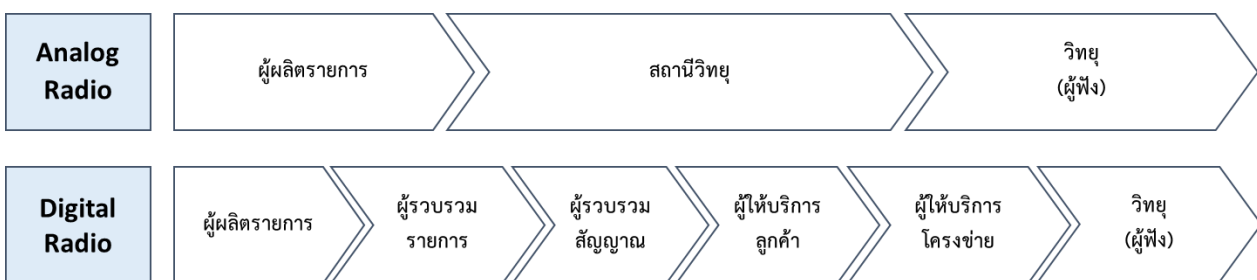 Analog
Radio
ผู้ผลิตรายการ
สถานีวิทยุ
วิทยุ
(ผู้ฟัง)
Digital
Radio
ผู้ผลิตรายการ
ผู้รวบรวม
รายการ
ผู้รวบรวม
สัญญาณ
ผู้ให้บริการ
ลูกค้า
ผู้ให้บริการ
โครงข่าย
วิทยุ
(ผู้ฟัง)